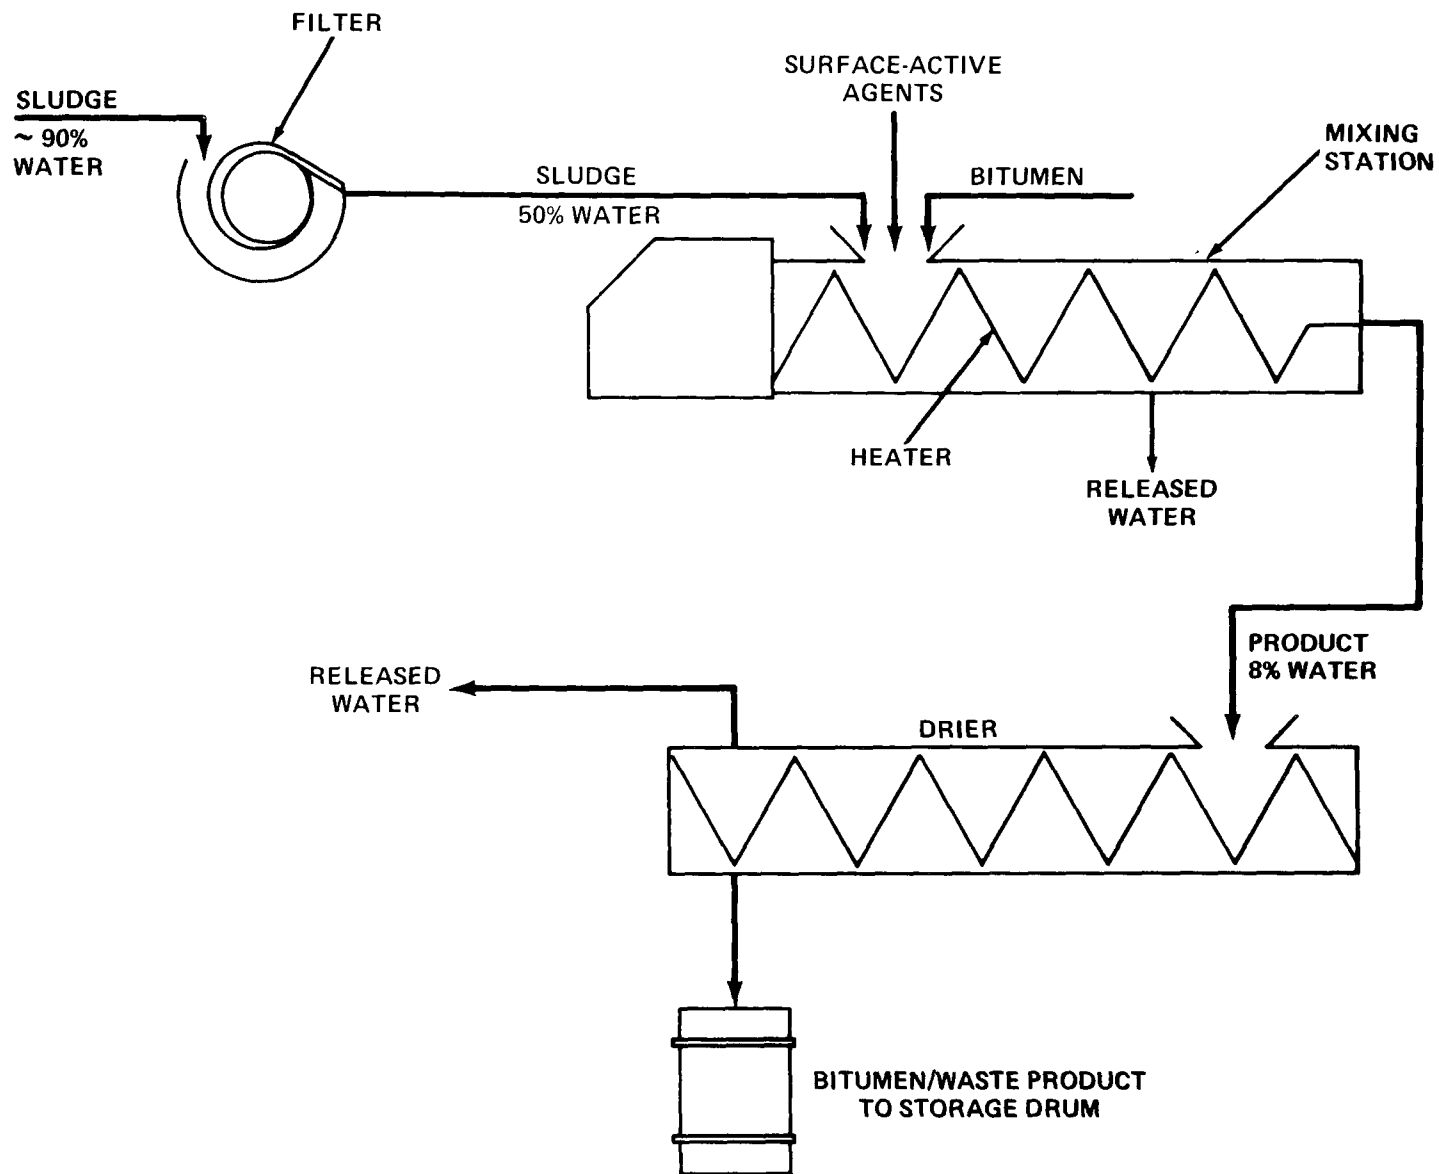 FILTER
SLUDGE
~ 90%
WATER
SURFACE-ACTIVE
AGENTS
MIXING
STATION
SLUDGE
50% WATER
BITUMEN
HEATER
RELEASED
WATER
PRODUCT
8% WATER
RELEASED
WATER
DRIER
BITUMEN/WASTE PRODUCT
TO STORAGE DRUM